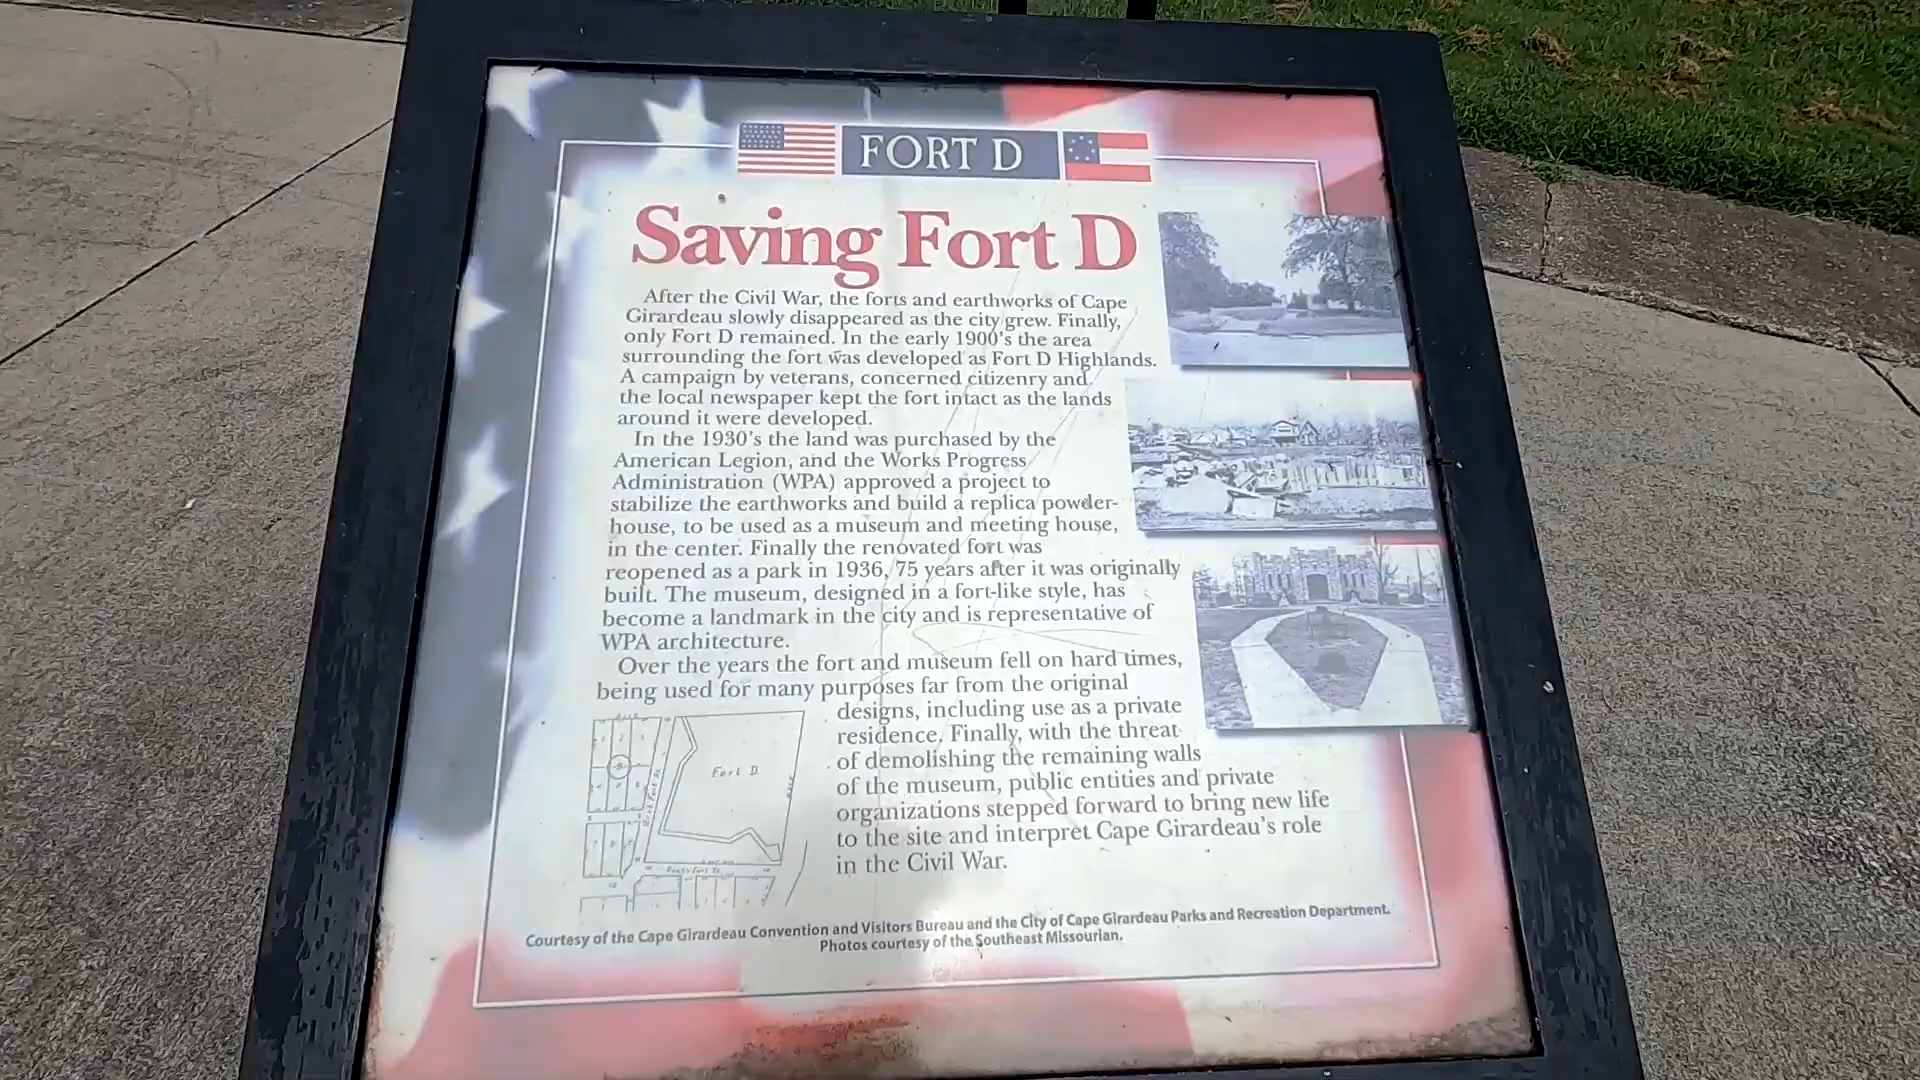 FORT D
Saving Fort D
After the Civil War, the forts and earthworks of Cape
Girardeau slowly disappeared as the city grew. Finally,
only Fort D remained. In the early 1900's the area
surrounding the fort was developed as Fort D Highlands.
A campaign by veterans, concerned citizenry and
the local newspaper kept the fort intact as the lands
around it were developed.
In the 1930's the land was purchased by the
American Legion, and the Works Progress
Administration (WPA) approved a project to
stabilize the earthworks and build a replica powder-
house, to be used as a museum and meeting house,
in the center. Finally the renovated fort was
reopened as a park in 1936, 75 years after it was originally
built. The museum, designed in a fort-like style, has
become a landmark in the city and is representative of
WPA architecture.
Over the years the fort and museum fell on hard times,
being used for many purposes far from the original
designs, including use as a private
residence. Finally, with the threat
of demolishing the remaining walls
of the museum, public entities and private
organizations stepped forward to bring new life
to the site and interpret Cape Girardeau's role
in the Civil War.
Fort D
Courtesy of the Cape Girardeau Convention and Visitors Bureau and the City of Cape Girardeau Parks and Recreation Department.
Photos courtesy of the Southeast Missourian.